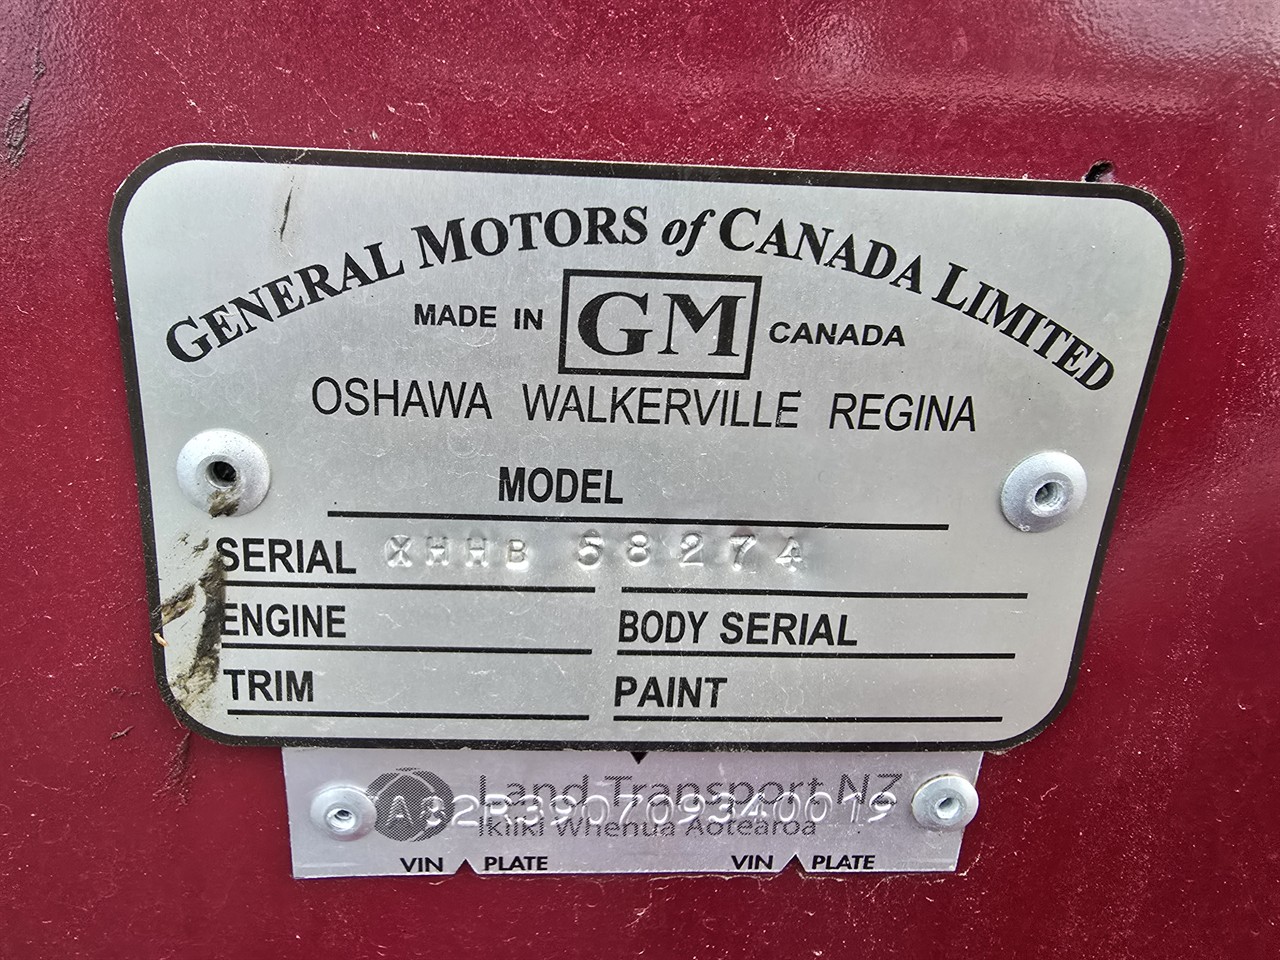 GENERAL MOTORS of CANADA LIMITED
MADE IN GM CANADA
OSHAWA WALKERVILLE REGINA
MODEL
SERIAL XHHB 58274
ENGINE
BODY SERIAL
TRIM
PAINT
Land Transport NZ
7A82R390709340019
Ikiiki Whenua Aotearoa
VIN PLATE VIN PLATE